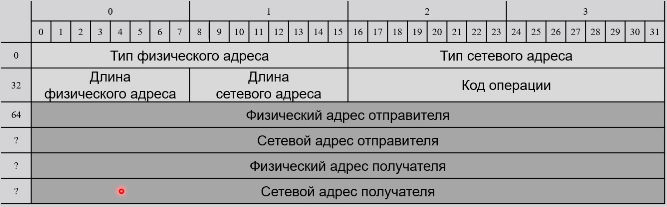 0 1 2 3
0 1 2 3 4 5 6 7 8 9 10 11 12 13 14 15 16 17 18 19 20 21 22 23 24 25 26 27 28 29 30 31
0 Тип физического адреса Тип сетевого адреса
32 Длина физического адреса Длина сетевого адреса Код операции
64 Физический адрес отправителя
? Сетевой адрес отправителя
? Физический адрес получателя
? Сетевой адрес получателя